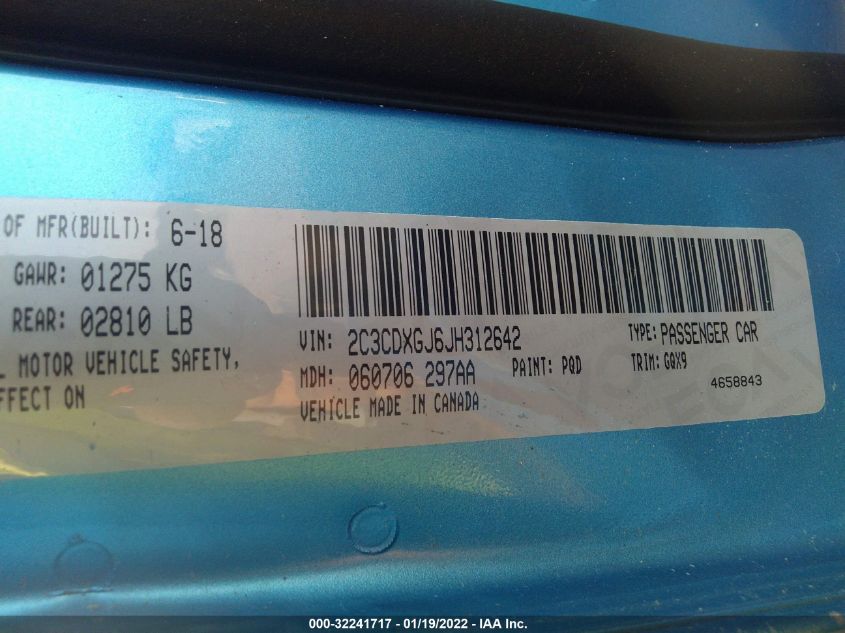 OF MFR(BUILT): 6-18
GAWR: 01275 KG
REAR: 02810 LB
MOTOR VEHICLE SAFETY,
EFFECT ON
VIN: 2C3CDXGJ6JH312642
TYPE: PASSENGER CAR
MDH: 060706 297AA
PAINT: PQD
TRIM: GQX9
VEHICLE MADE IN CANADA
4658843
000-32241717 - 01/19/2022 - IAA Inc.